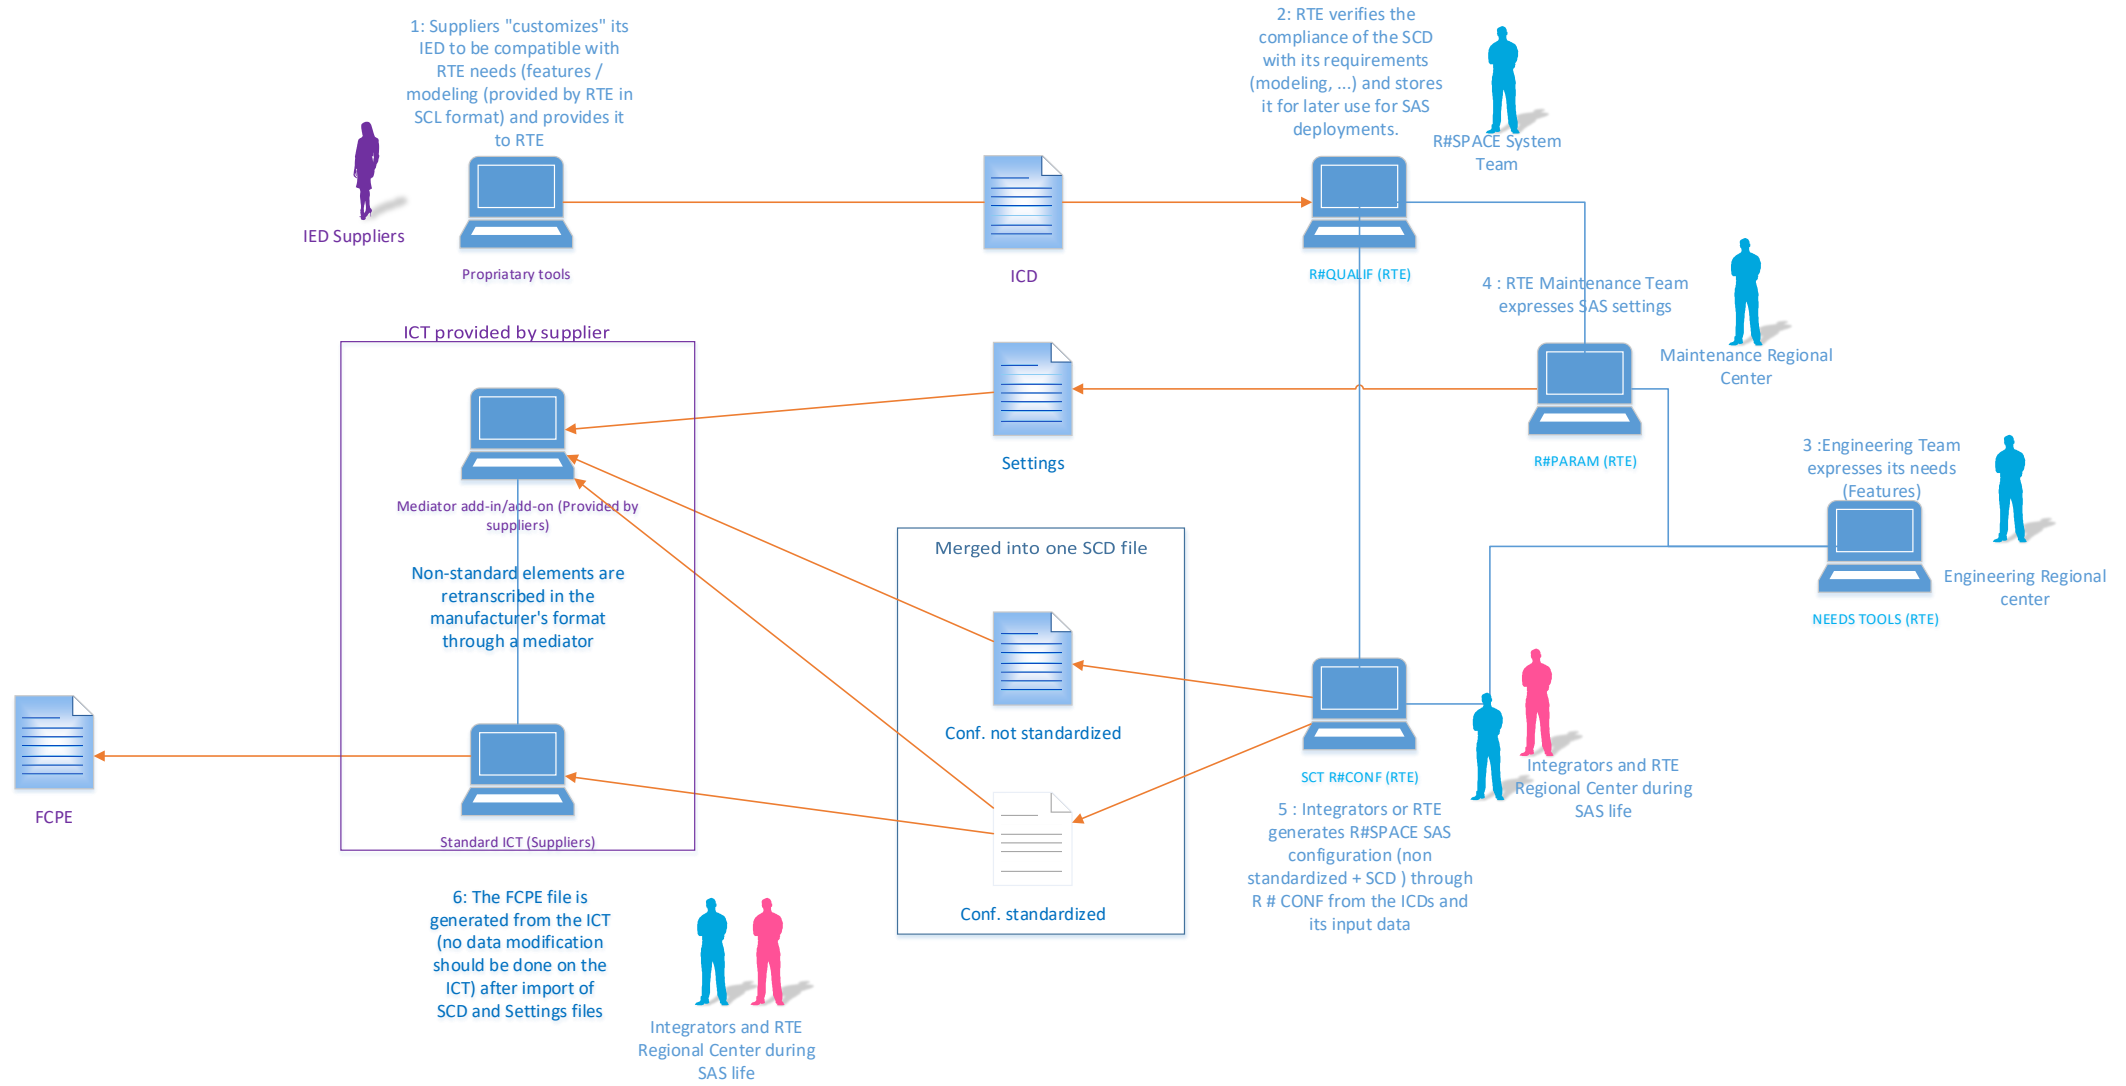 1: Suppliers "customizes" its
IED to be compatible with
RTE needs (features /
modeling (provided by RTE in
SCL format) and provides it
to RTE
2: RTE verifies the
compliance of the SCD
with its requirements
(modeling, ...) and stores
it for later use for SAS
deployments.
R#SPACE System
Team
IED Suppliers
Propriatary tools
ICD
R#QUALIF (RTE)
4 : RTE Maintenance Team
expresses SAS settings
Maintenance Regional
Center
ICT provided by supplier
Settings
R#PARAM (RTE)
3 :Engineering Team
expresses its needs
(Features)
Mediator add-in/add-on (Provided by
suppliers)
Merged into one SCD file
Non-standard elements are
retranscribed in the
manufacturer's format
through a mediator
Engineering Regional
center
NEEDS TOOLS (RTE)
Conf. not standardized
SCT R#CONF (RTE)
Integrators and RTE
Regional Center during
SAS life
FCPE
Standard ICT (Suppliers)
5 : Integrators or RTE
generates R#SPACE SAS
configuration (non
standardized + SCD ) through
R # CONF from the ICDs and
its input data
Conf. standardized
6: The FCPE file is
generated from the ICT
(no data modification
should be done on the
ICT) after import of
SCD and Settings files
Integrators and RTE
Regional Center during
SAS life